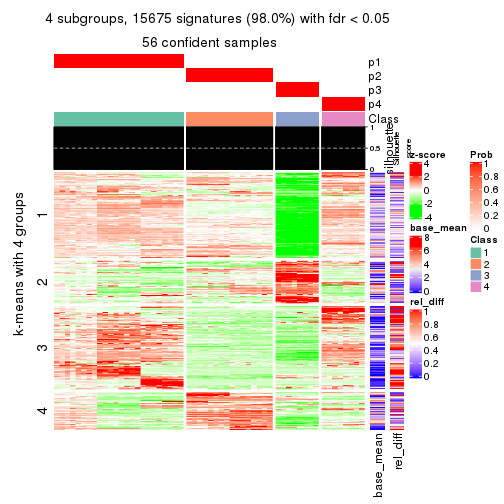 4 subgroups, 15675 signatures (98.0%) with fdr < 0.05
56 confident samples
p1
p2
p3
p4
Class
1
0.5
0
silhouette
Silhouette
score
k-means with 4 groups
1
2
3
4
base_mean
rel_diff
z-score
4
2
0
-2
-4
base_mean
8
6
4
2
0
rel_diff
1
0.8
0.6
0.4
0.2
0
Prob
1
0.8
0.6
0.4
0.2
0
Class
1
2
3
4